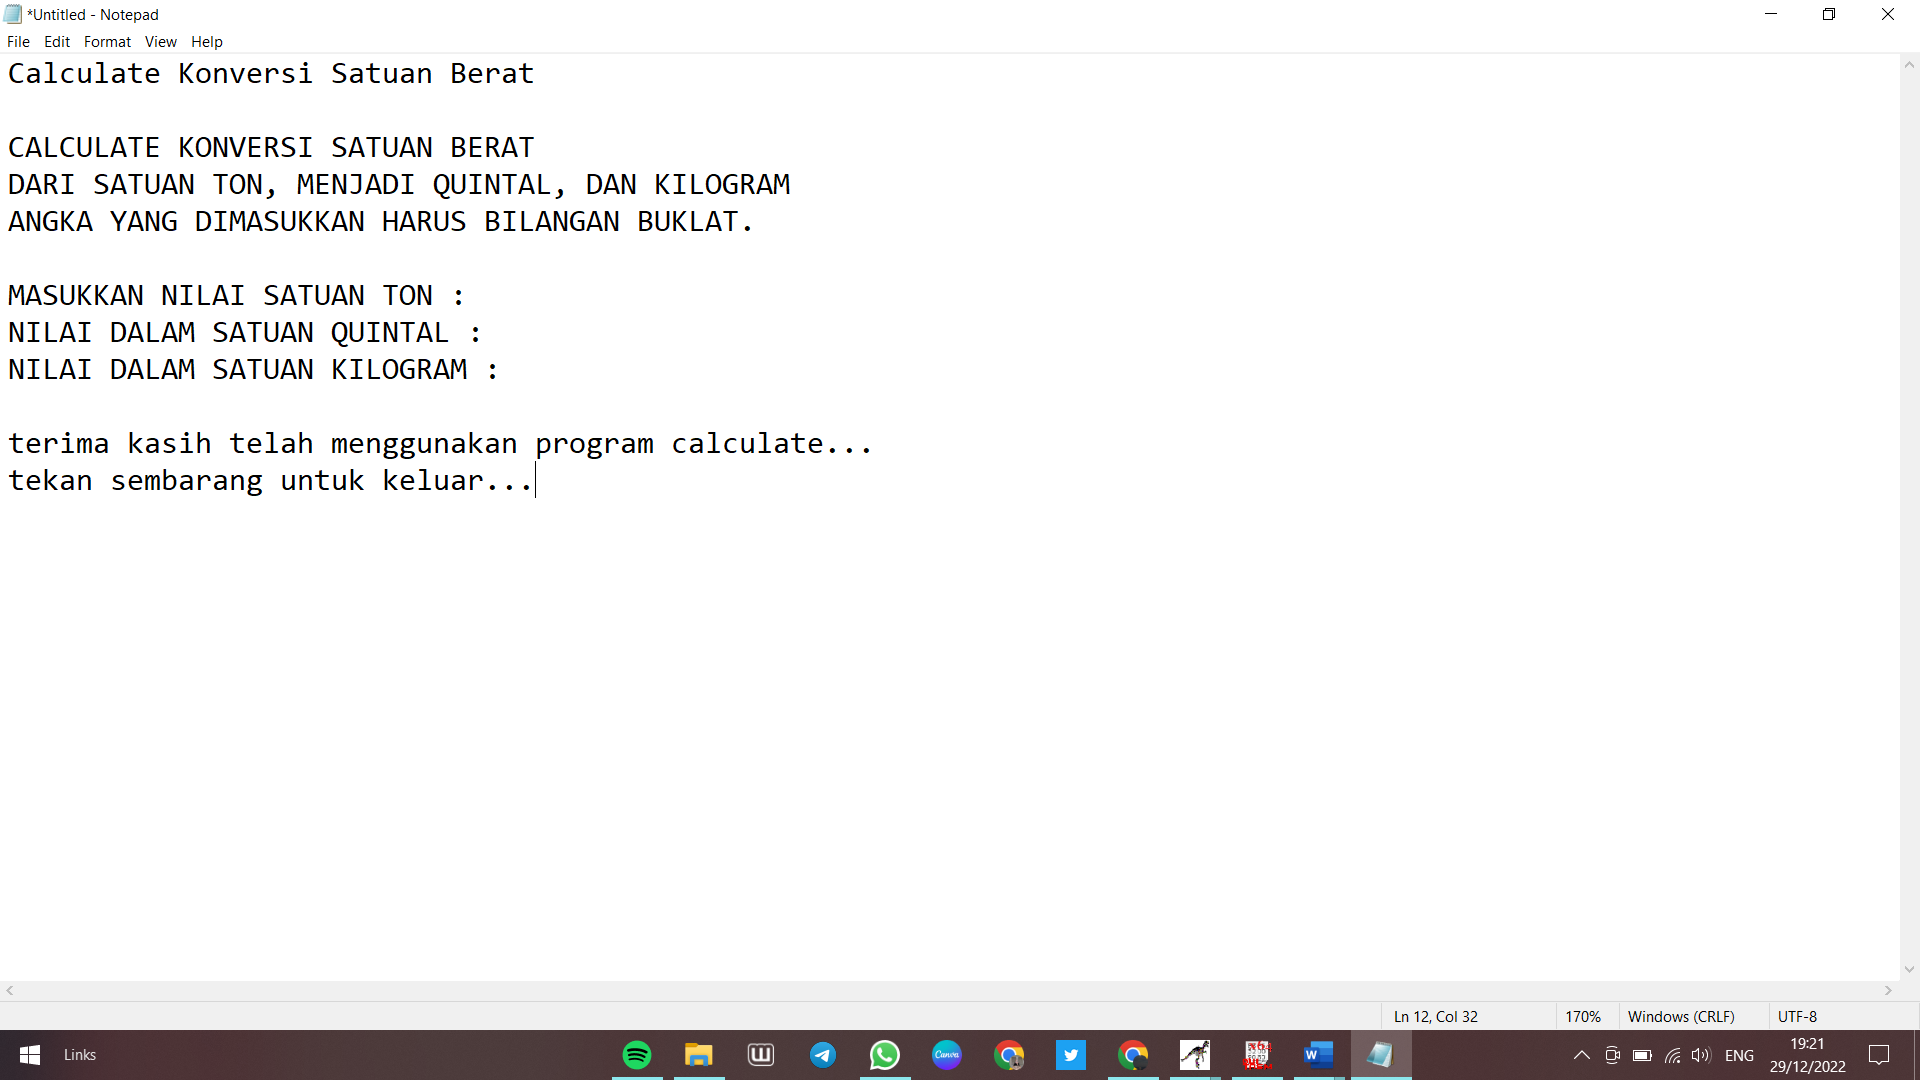 *Untitled - Notepad
File Edit Format View Help
Calculate Konversi Satuan Berat
CALCULATE KONVERSI SATUAN BERAT
DARI SATUAN TON, MENJADI QUINTAL, DAN KILOGRAM
ANGKA YANG DIMASUKKAN HARUS BILANGAN BUKLAT.
MASUKKAN NILAI SATUAN TON :
NILAI DALAM SATUAN QUINTAL :
NILAI DALAM SATUAN KILOGRAM :
terima kasih telah menggunakan program calculate...
tekan sembarang untuk keluar...
Ln 12, Col 32 170% Windows (CRLF) UTF-8
Links Canva W ENG 19:21
29/12/2022